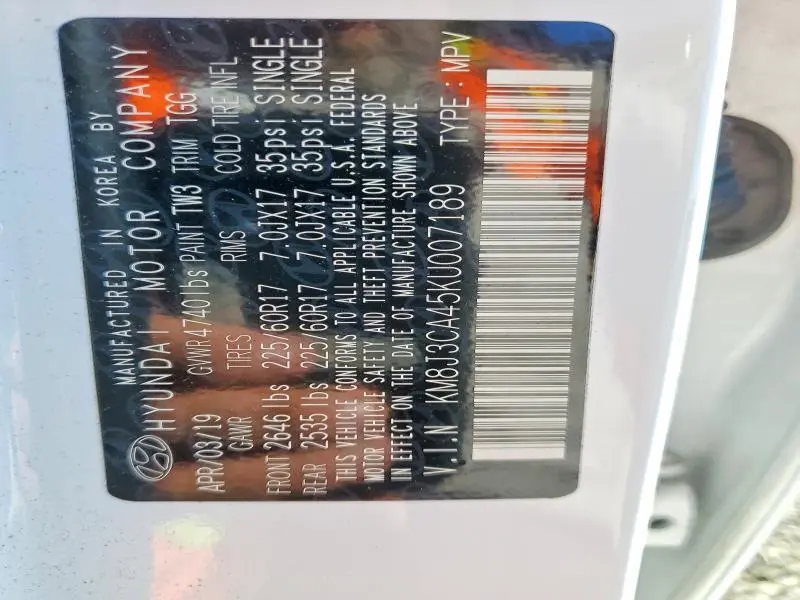 MANUFACTURED IN KOREA BY
HYUNDAI MOTOR COMPANY
APR/03/19 GVWR 4740lbs PAINT TW3 TRIM TGG
GAWR TIRES RIMS COLD TIRE INFL
FRONT 2646 lbs 225/60R17 7.0JX17 35psi SINGLE
REAR 2535 lbs 225/60R17 7.0JX17 35psi SINGLE
THIS VEHICLE CONFORMS TO ALL APPLICABLE U.S.A. FEDERAL
MOTOR VEHICLE SAFETY AND THEFT PREVENTION STANDARDS
IN EFFECT ON THE DATE OF MANUFACTURE SHOWN ABOVE.
V.I.N KM8J3CA45KU007189 TYPE : MPV